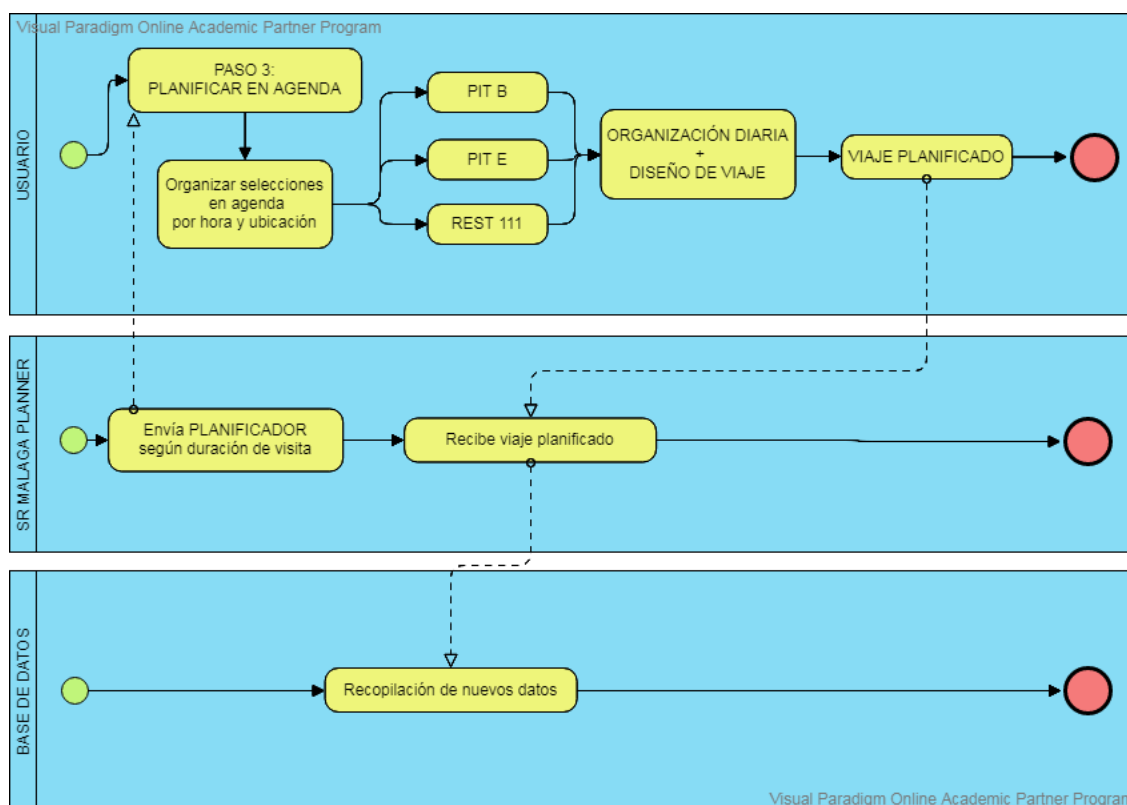 Visual Paradigm Online Academic Partner Program
USUARIO
PASO 3:
PLANIFICAR EN AGENDA
Organizar selecciones
en agenda
por hora y ubicación
PIT B
PIT E
REST 111
ORGANIZACIÓN DIARIA
+
DISEÑO DE VIAJE
VIAJE PLANIFICADO
SR MALAGA PLANNER
Envía PLANIFICADOR
según duración de visita
Recibe viaje planificado
BASE DE DATOS
Recopilación de nuevos datos
Visual Paradigm Online Academic Partner Program